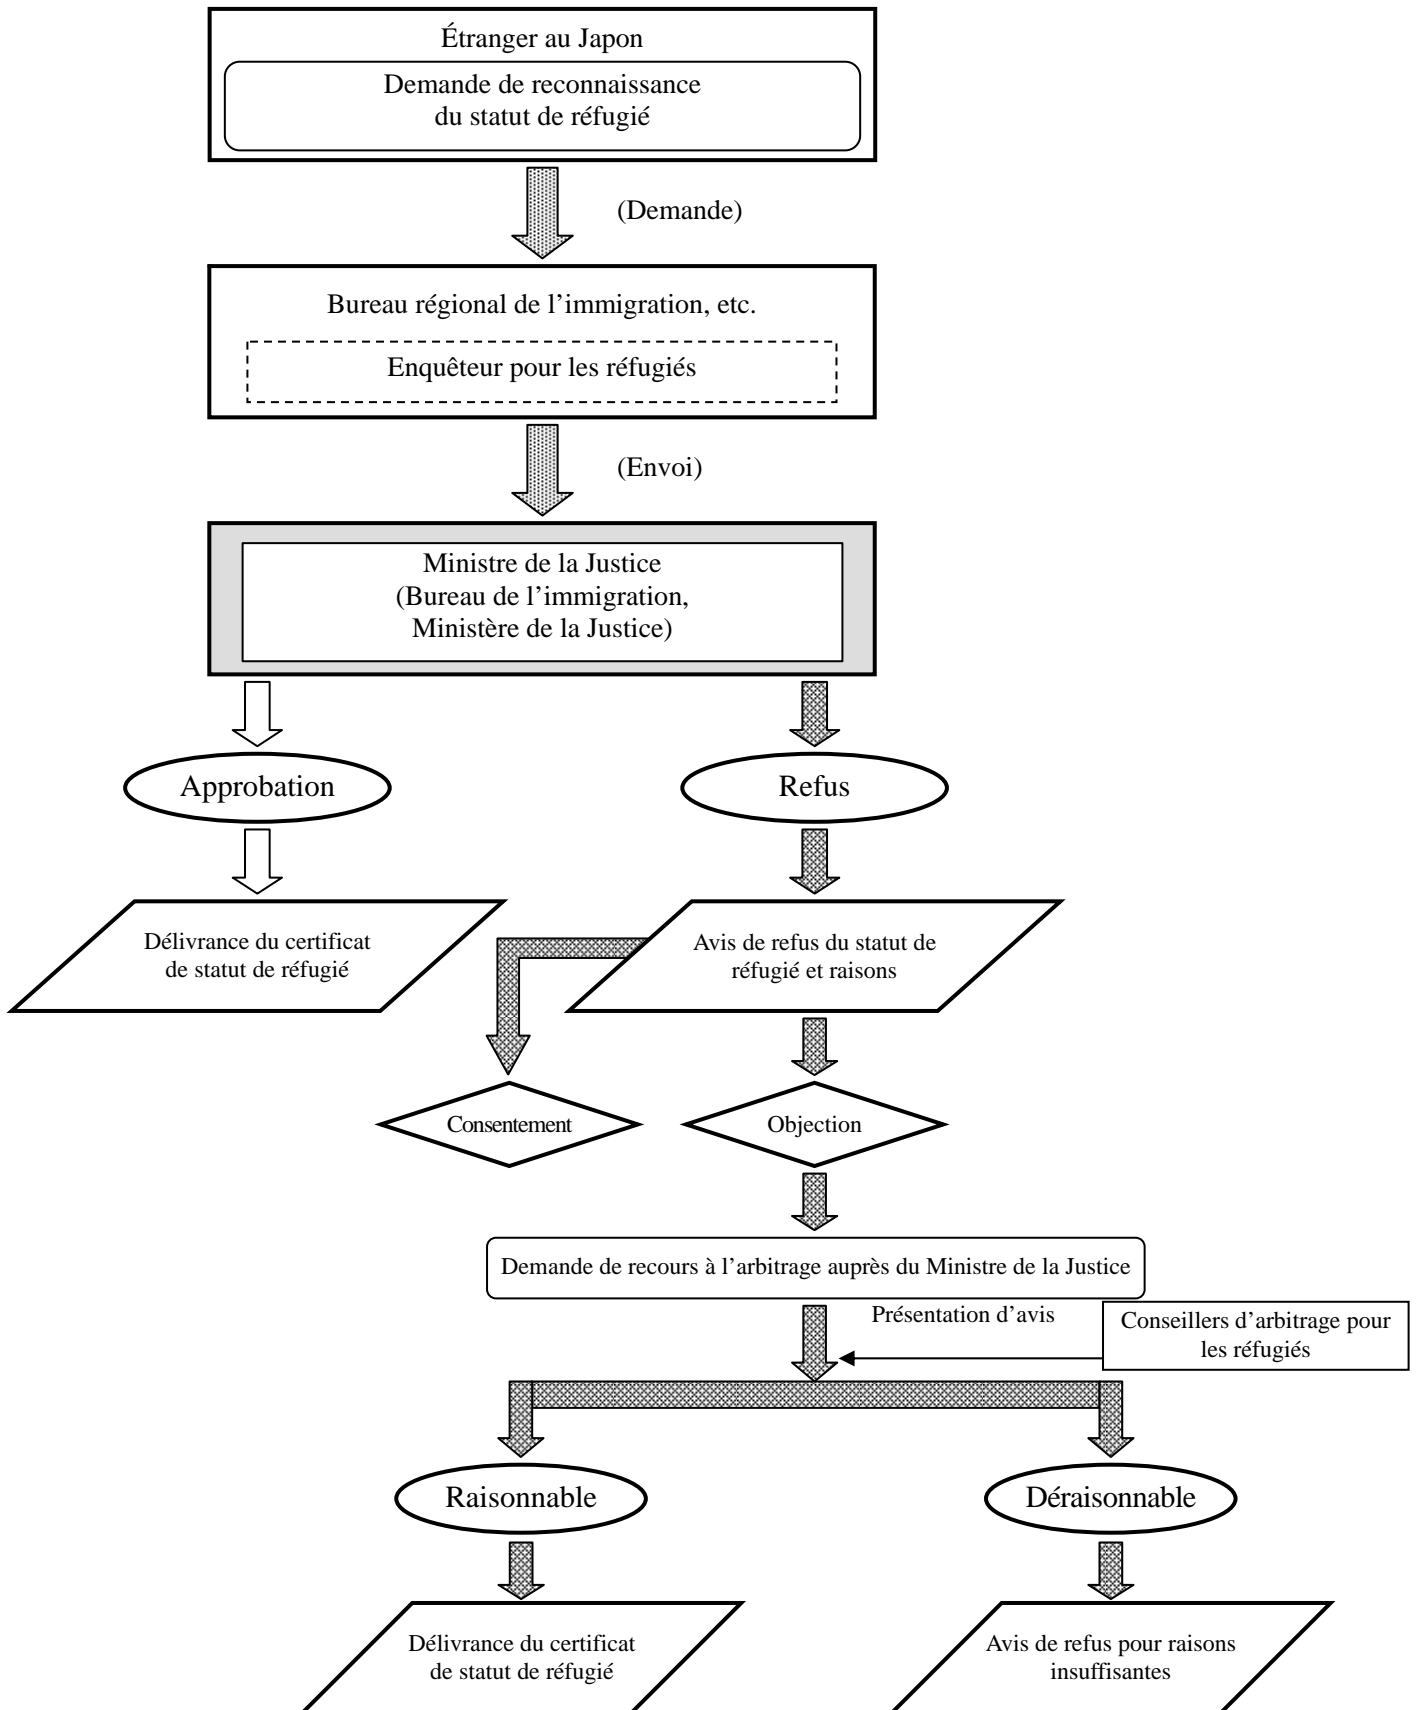 Étranger au Japon
Demande de reconnaissance
du statut de réfugié
(Demande)
Bureau régional de l’immigration, etc.
Enquêteur pour les réfugiés
(Envoi)
Ministre de la Justice
(Bureau de l’immigration,
Ministère de la Justice)
Approbation
Refus
Délivrance du certificat
de statut de réfugié
Avis de refus du statut de
réfugié et raisons
Consentement
Objection
Demande de recours à l’arbitrage auprès du Ministre de la Justice
Présentation d’avis
Conseillers d’arbitrage pour
les réfugiés
Raisonnable
Déraisonnable
Délivrance du certificat
de statut de réfugié
Avis de refus pour raisons
insuffisantes